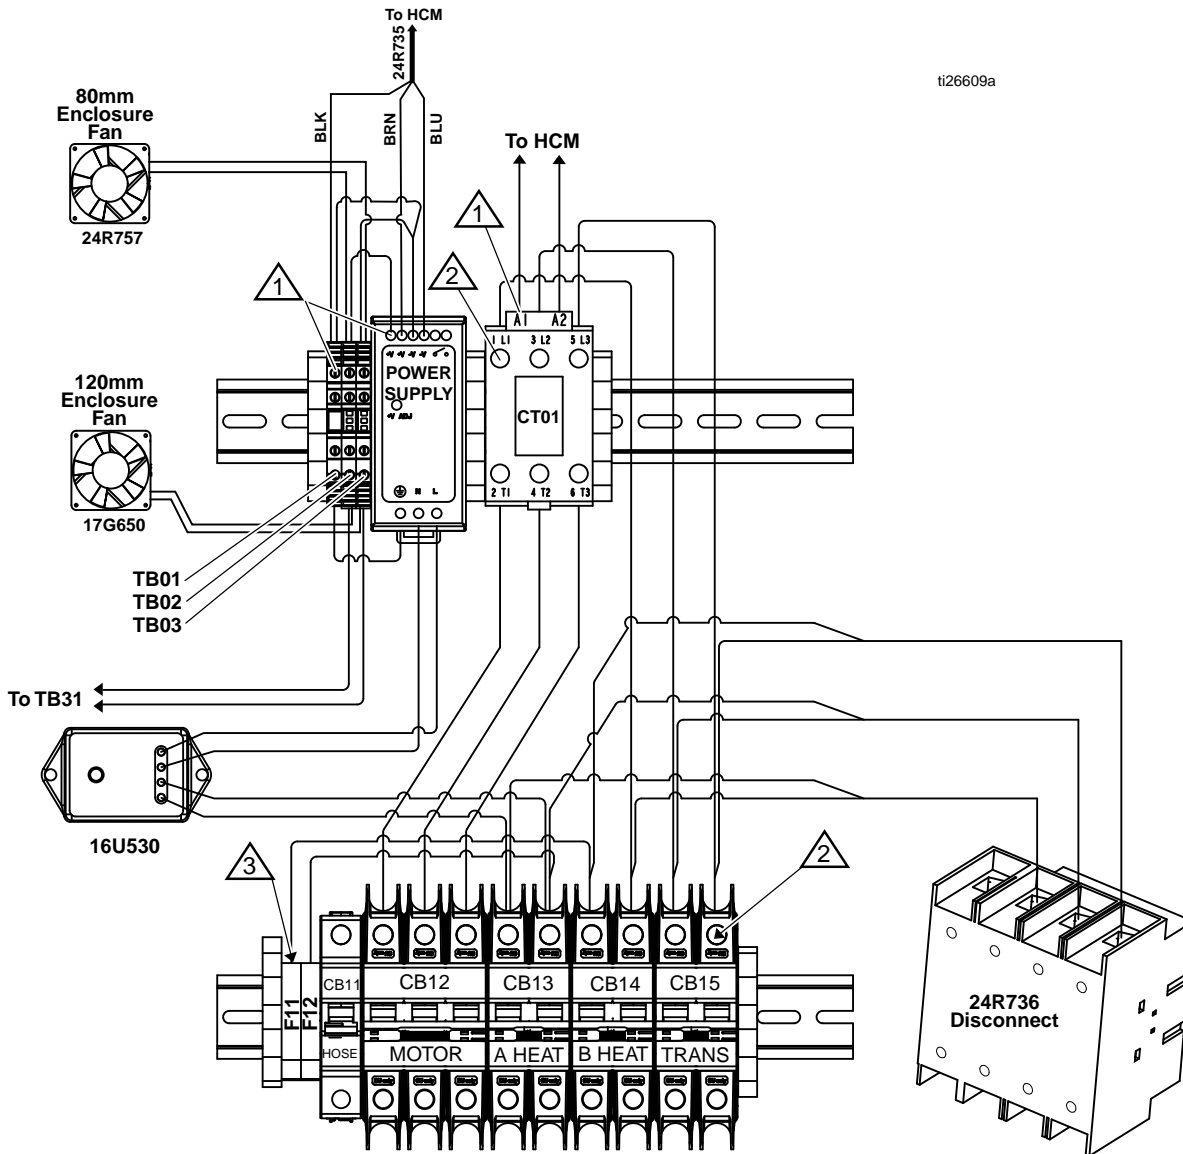 To HCM
24R735
ti26609a
80mm
Enclosure
Fan
24R757
BLK
BRN
BLU
To HCM
1
2
1
A1
A2
1 L1
3 L2
5 L3
+V +V -V -V
POWER
SUPPLY
+V ADJ
CT01
N
L
2 T1
4 T2
6 T3
120mm
Enclosure
Fan
17G650
TB01
TB02
TB03
To TB31
16U530
3
2
F11
F12
CB11
CB12
CB13
CB14
CB15
HOSE
MOTOR
A HEAT
B HEAT
TRANS
24R736
Disconnect